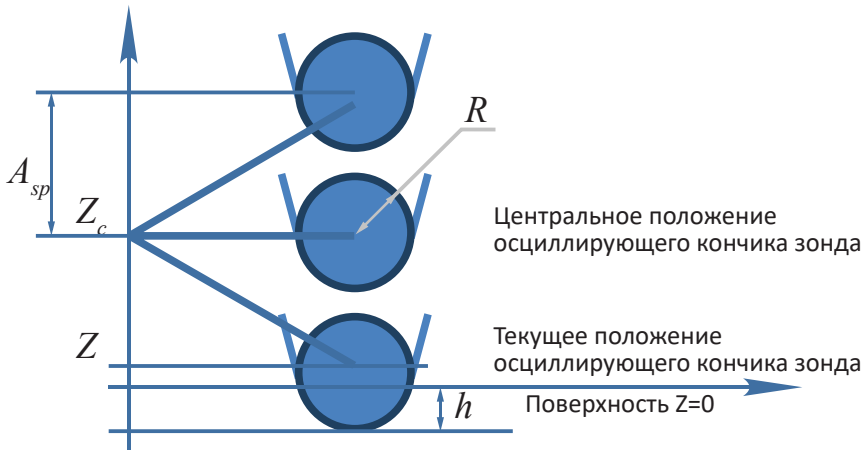 R
A_sp
Z_c
Центральное положение
осциллирующего кончика зонда
Z
Текущее положение
осциллирующего кончика зонда
h
Поверхность Z=0